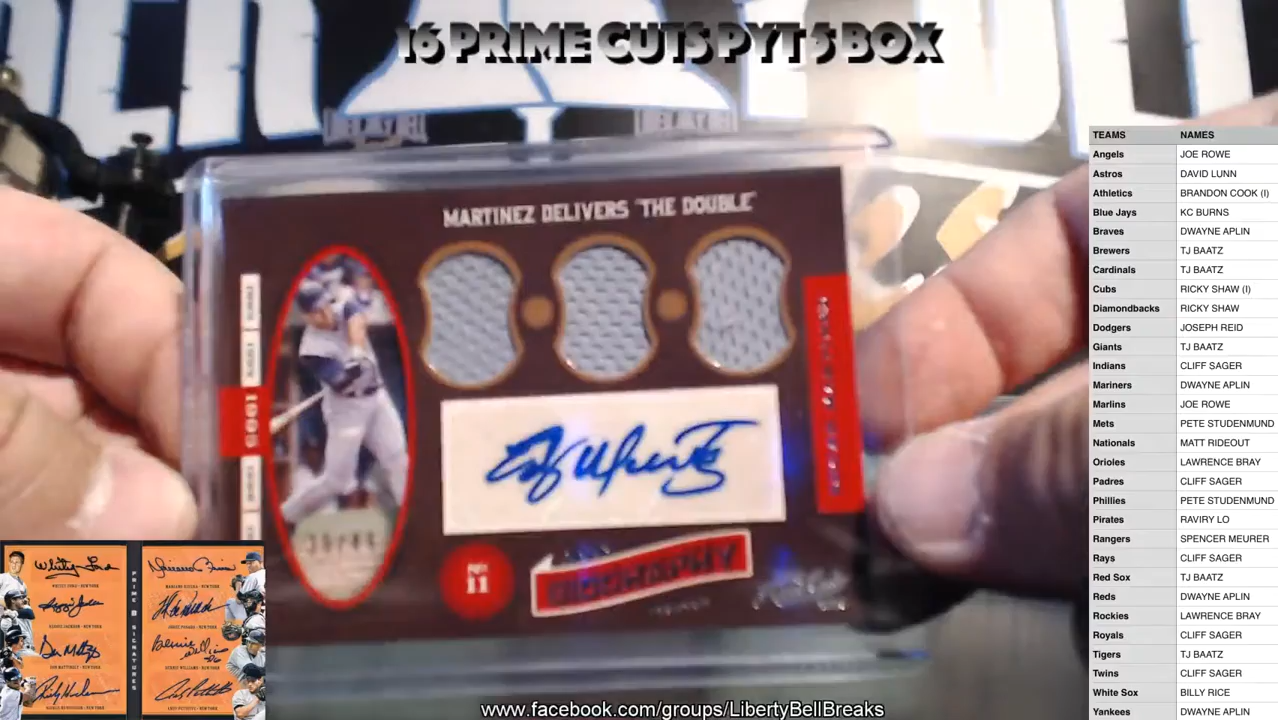 16 PRIME CUTS PYT 5 BOX
MARTINEZ DELIVERS "THE DOUBLE"
1995
NO.
11
www.facebook.com/groups/LibertyBellBreaks
PRIME
SIGNATURES
TEAMS NAMES
Angels JOE ROWE
Astros DAVID LUNN
Athletics BRANDON COOK (I)
Blue Jays KC BURNS
Braves DWAYNE APLIN
Brewers TJ BAATZ
Cardinals TJ BAATZ
Cubs RICKY SHAW (I)
Diamondbacks RICKY SHAW
Dodgers JOSEPH REID
Giants TJ BAATZ
Indians CLIFF SAGER
Mariners DWAYNE APLIN
Marlins JOE ROWE
Mets PETE STUDENMUND
Nationals MATT RIDEOUT
Orioles LAWRENCE BRAY
Padres CLIFF SAGER
Phillies PETE STUDENMUND
Pirates RAVIRY LO
Rangers SPENCER MEURER
Rays CLIFF SAGER
Red Sox TJ BAATZ
Reds DWAYNE APLIN
Rockies LAWRENCE BRAY
Royals CLIFF SAGER
Tigers TJ BAATZ
Twins CLIFF SAGER
White Sox BILLY RICE
Yankees DWAYNE APLIN